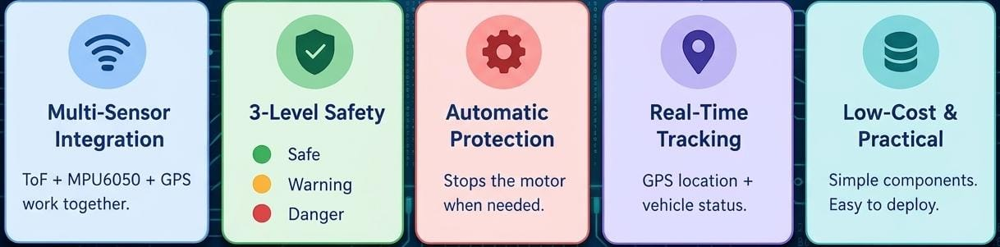 Multi-Sensor
Integration
ToF + MPU6050 + GPS
work together.
3-Level Safety
Safe
Warning
Danger
Automatic
Protection
Stops the motor
when needed.
Real-Time
Tracking
GPS location +
vehicle status.
Low-Cost &
Practical
Simple components.
Easy to deploy.